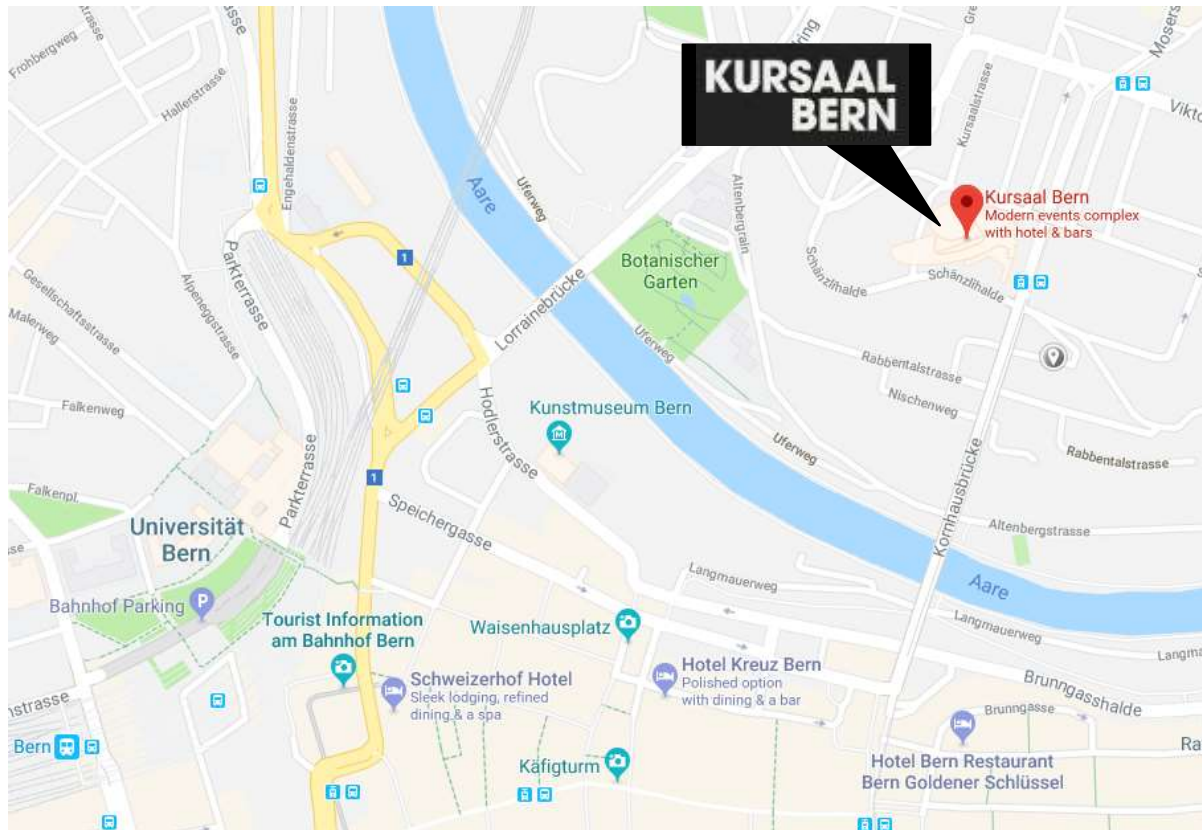 Frohbergweg
Hallerstrasse
Engehaldenstrasse
Kursaalstrasse
KURSAAL
BERN
Aare
Uferweg
Altenbergrain
Kursaal Bern
Modern events complex
with hotel & bars
Parkterrasse
1
Botanischer
Garten
Schänzlihalde
Schänzlihalde
Gesellschaftsstrasse
Alpeneggstrasse
Malerweg
Lorrainebrücke
Uferweg
Rabbentalstrasse
Nischenweg
Falkenweg
Hodlerstrasse
Kunstmuseum Bern
M
Uferweg
Rabbentalstrasse
Parkterrasse
1
Falkenpl.
Speichergasse
Kornhausbrücke
Altenbergstrasse
Universität
Bern
Langmauerweg
Aare
Bahnhof Parking
P
Tourist Information
am Bahnhof Bern
Waisenhausplatz
Langmauerweg
Schweizerhof Hotel
Sleek lodging, refined
dining & a spa
Hotel Kreuz Bern
Polished option
with dining & a bar
Brunngasshalde
Brunngasse
Bern
Käfigturm
Hotel Bern Restaurant
Bern Goldener Schlüssel